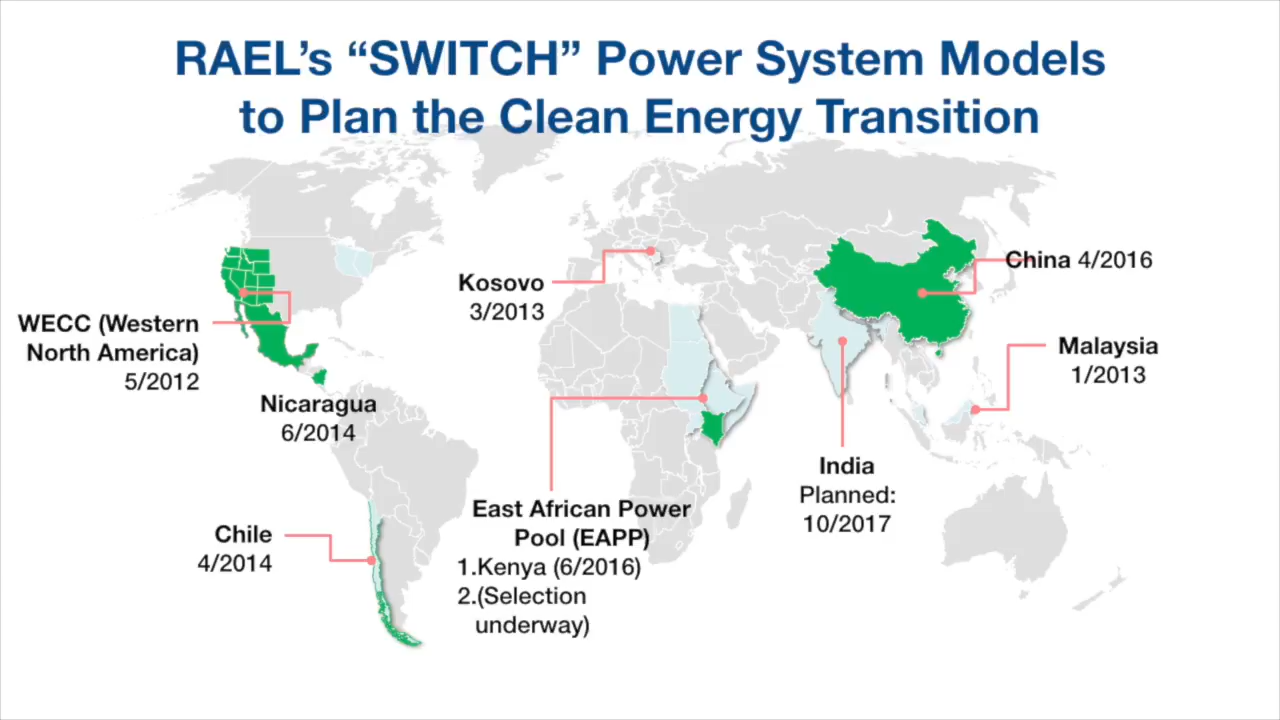 RAEL’s “SWITCH” Power System Models
to Plan the Clean Energy Transition
Kosovo
3/2013
China 4/2016
WECC (Western
North America)
5/2012
Malaysia
1/2013
Nicaragua
6/2014
India
Planned:
10/2017
East African Power
Pool (EAPP)
1.Kenya (6/2016)
2.(Selection
underway)
Chile
4/2014